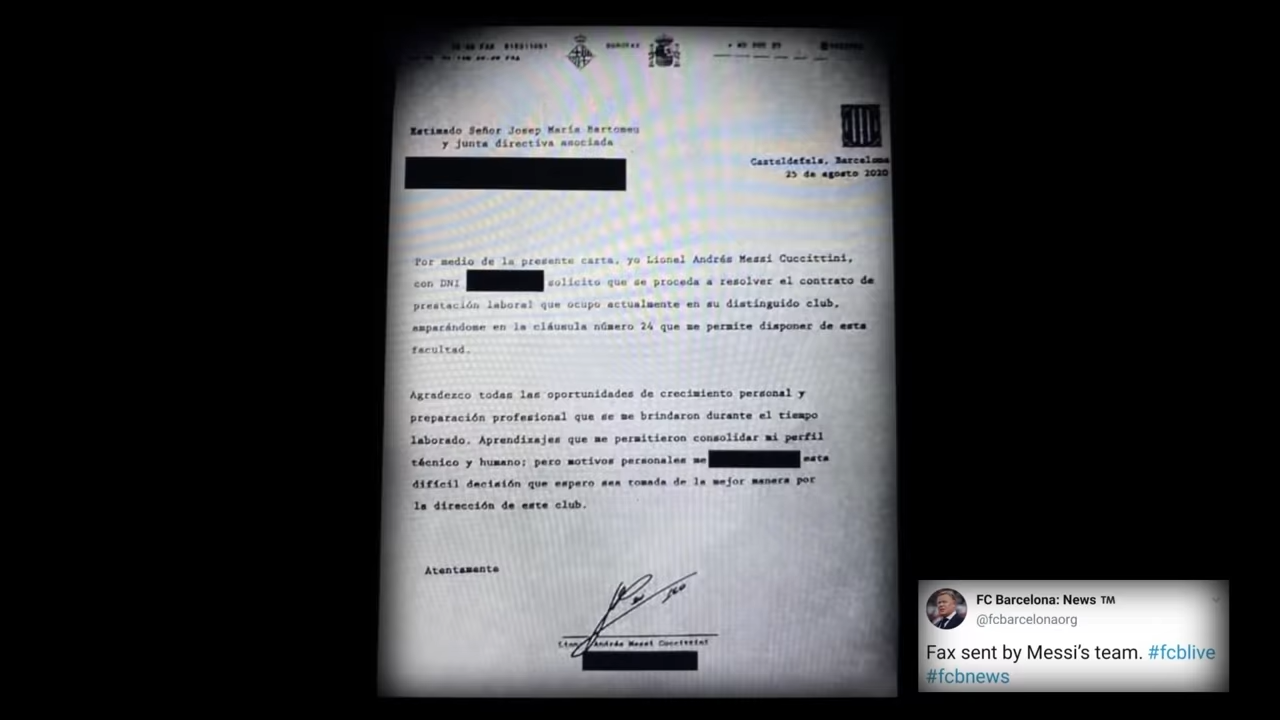 BUROFAX
Estimado Señor Josep María Bartomeu
y junta directiva asociada
Casteldefels, Barcelona
25 de agosto 2020
Por medio de la presente carta, yo Lionel Andrés Messi Cuccittini,
con DNI solicito que se proceda a resolver el contrato de
prestación laboral que ocupo actualmente en su distinguido club,
amparándome en la cláusula número 24 que me permite disponer de esta
facultad.
Agradezco todas las oportunidades de crecimiento personal y
preparación profesional que se me brindaron durante el tiempo
laborado. Aprendizajes que me permitieron consolidar mi perfil
técnico y humano; pero motivos personales me esta
difícil decisión que espero sea tomada de la mejor manera por
la dirección de este club.
Atentamente
Andrés Messi Cuccittini
FC Barcelona: News ™
@fcbarcelonaorg
Fax sent by Messi's team. #fcblive
#fcbnews